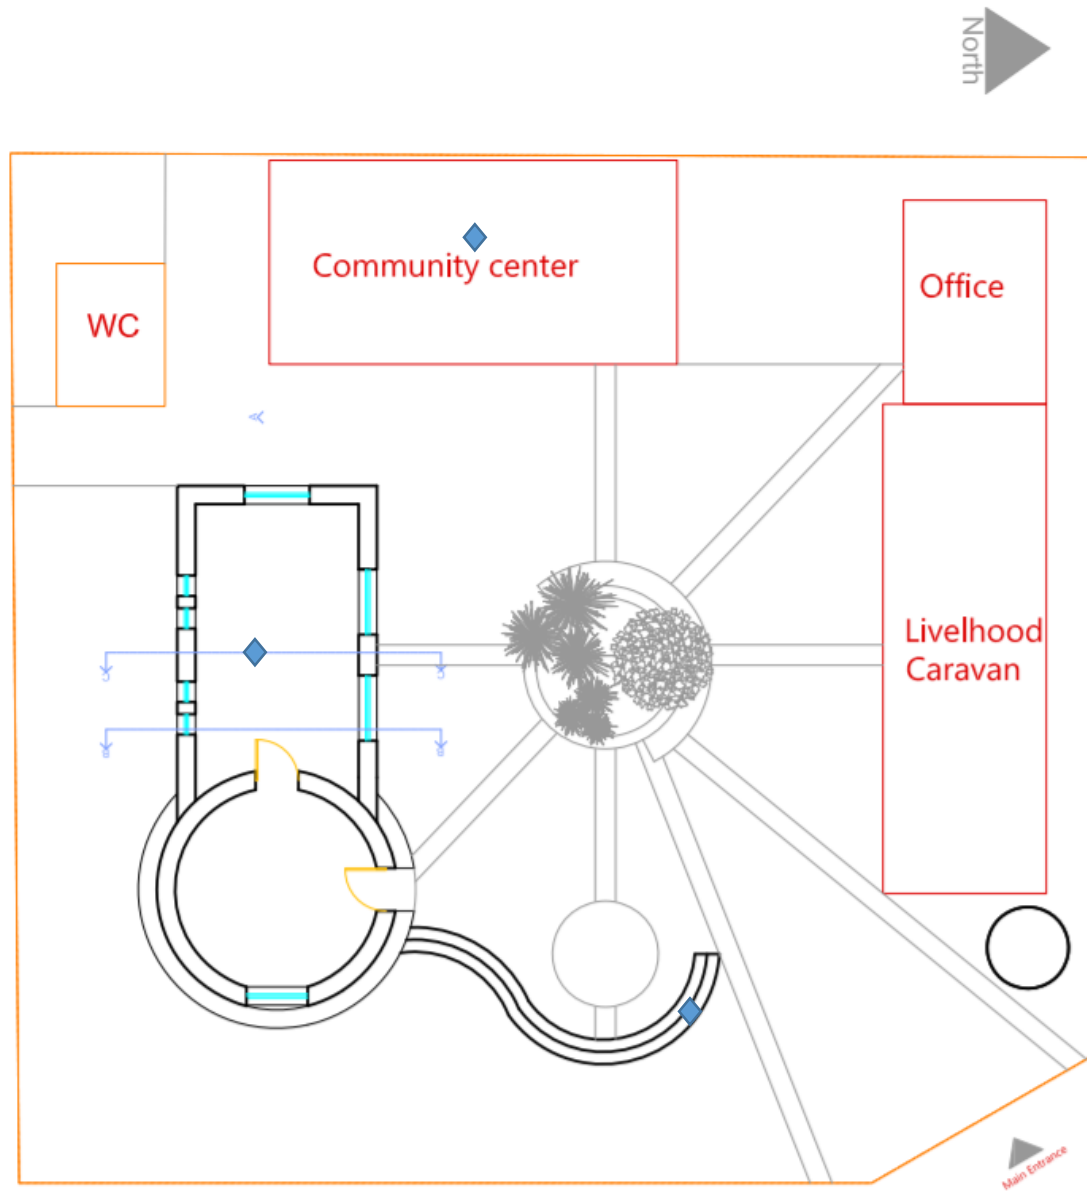 North
Community center
Office
WC
A
Livelhood
Caravan
Main Entrance